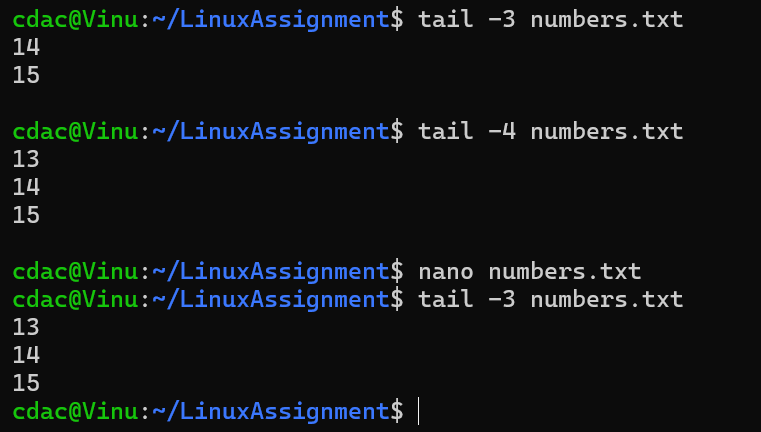 cdac@Vinu:~/LinuxAssignment$ tail -3 numbers.txt
14
15

cdac@Vinu:~/LinuxAssignment$ tail -4 numbers.txt
13
14
15

cdac@Vinu:~/LinuxAssignment$ nano numbers.txt
cdac@Vinu:~/LinuxAssignment$ tail -3 numbers.txt
13
14
15
cdac@Vinu:~/LinuxAssignment$